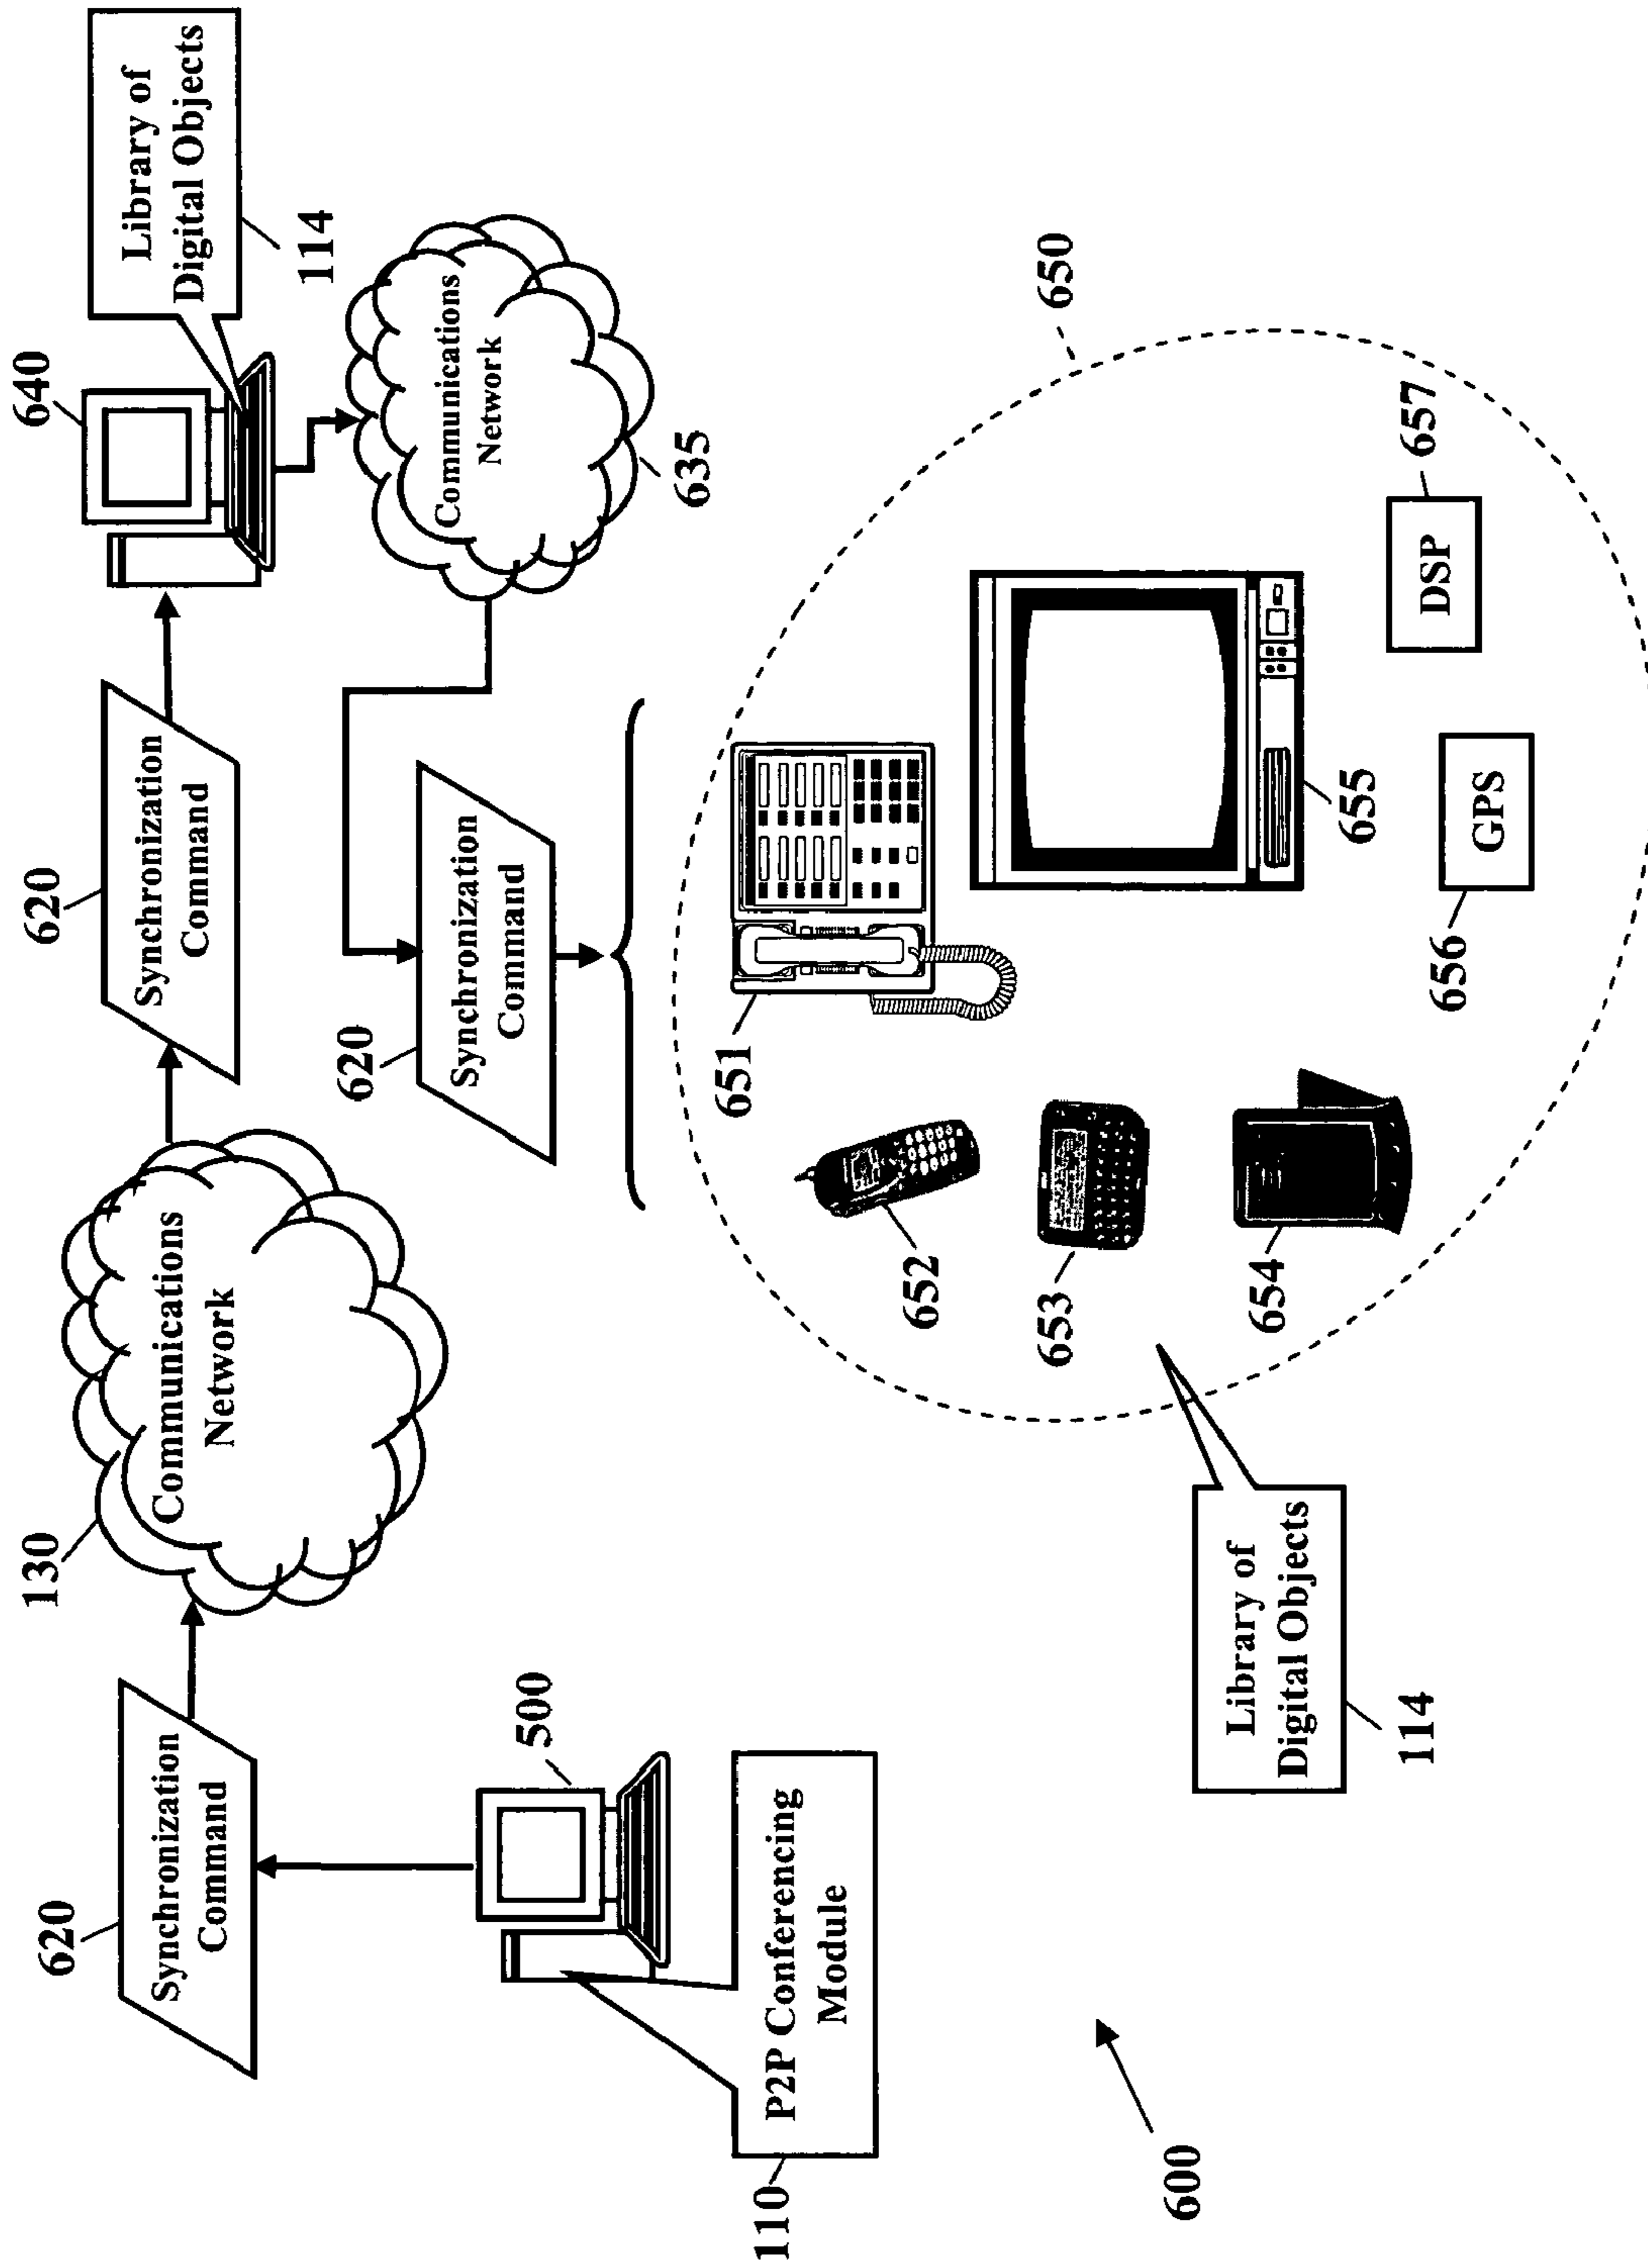 620
Synchronization
Command
130
Communications
Network
620
Synchronization
Command
640
Library of
Digital Objects
114
500
P2P Conferencing
Module
110
620
Synchronization
Command
Communications
Network
635
650
651
652
653
654
655
GPS
656
DSP
657
Library of
Digital Objects
114
600